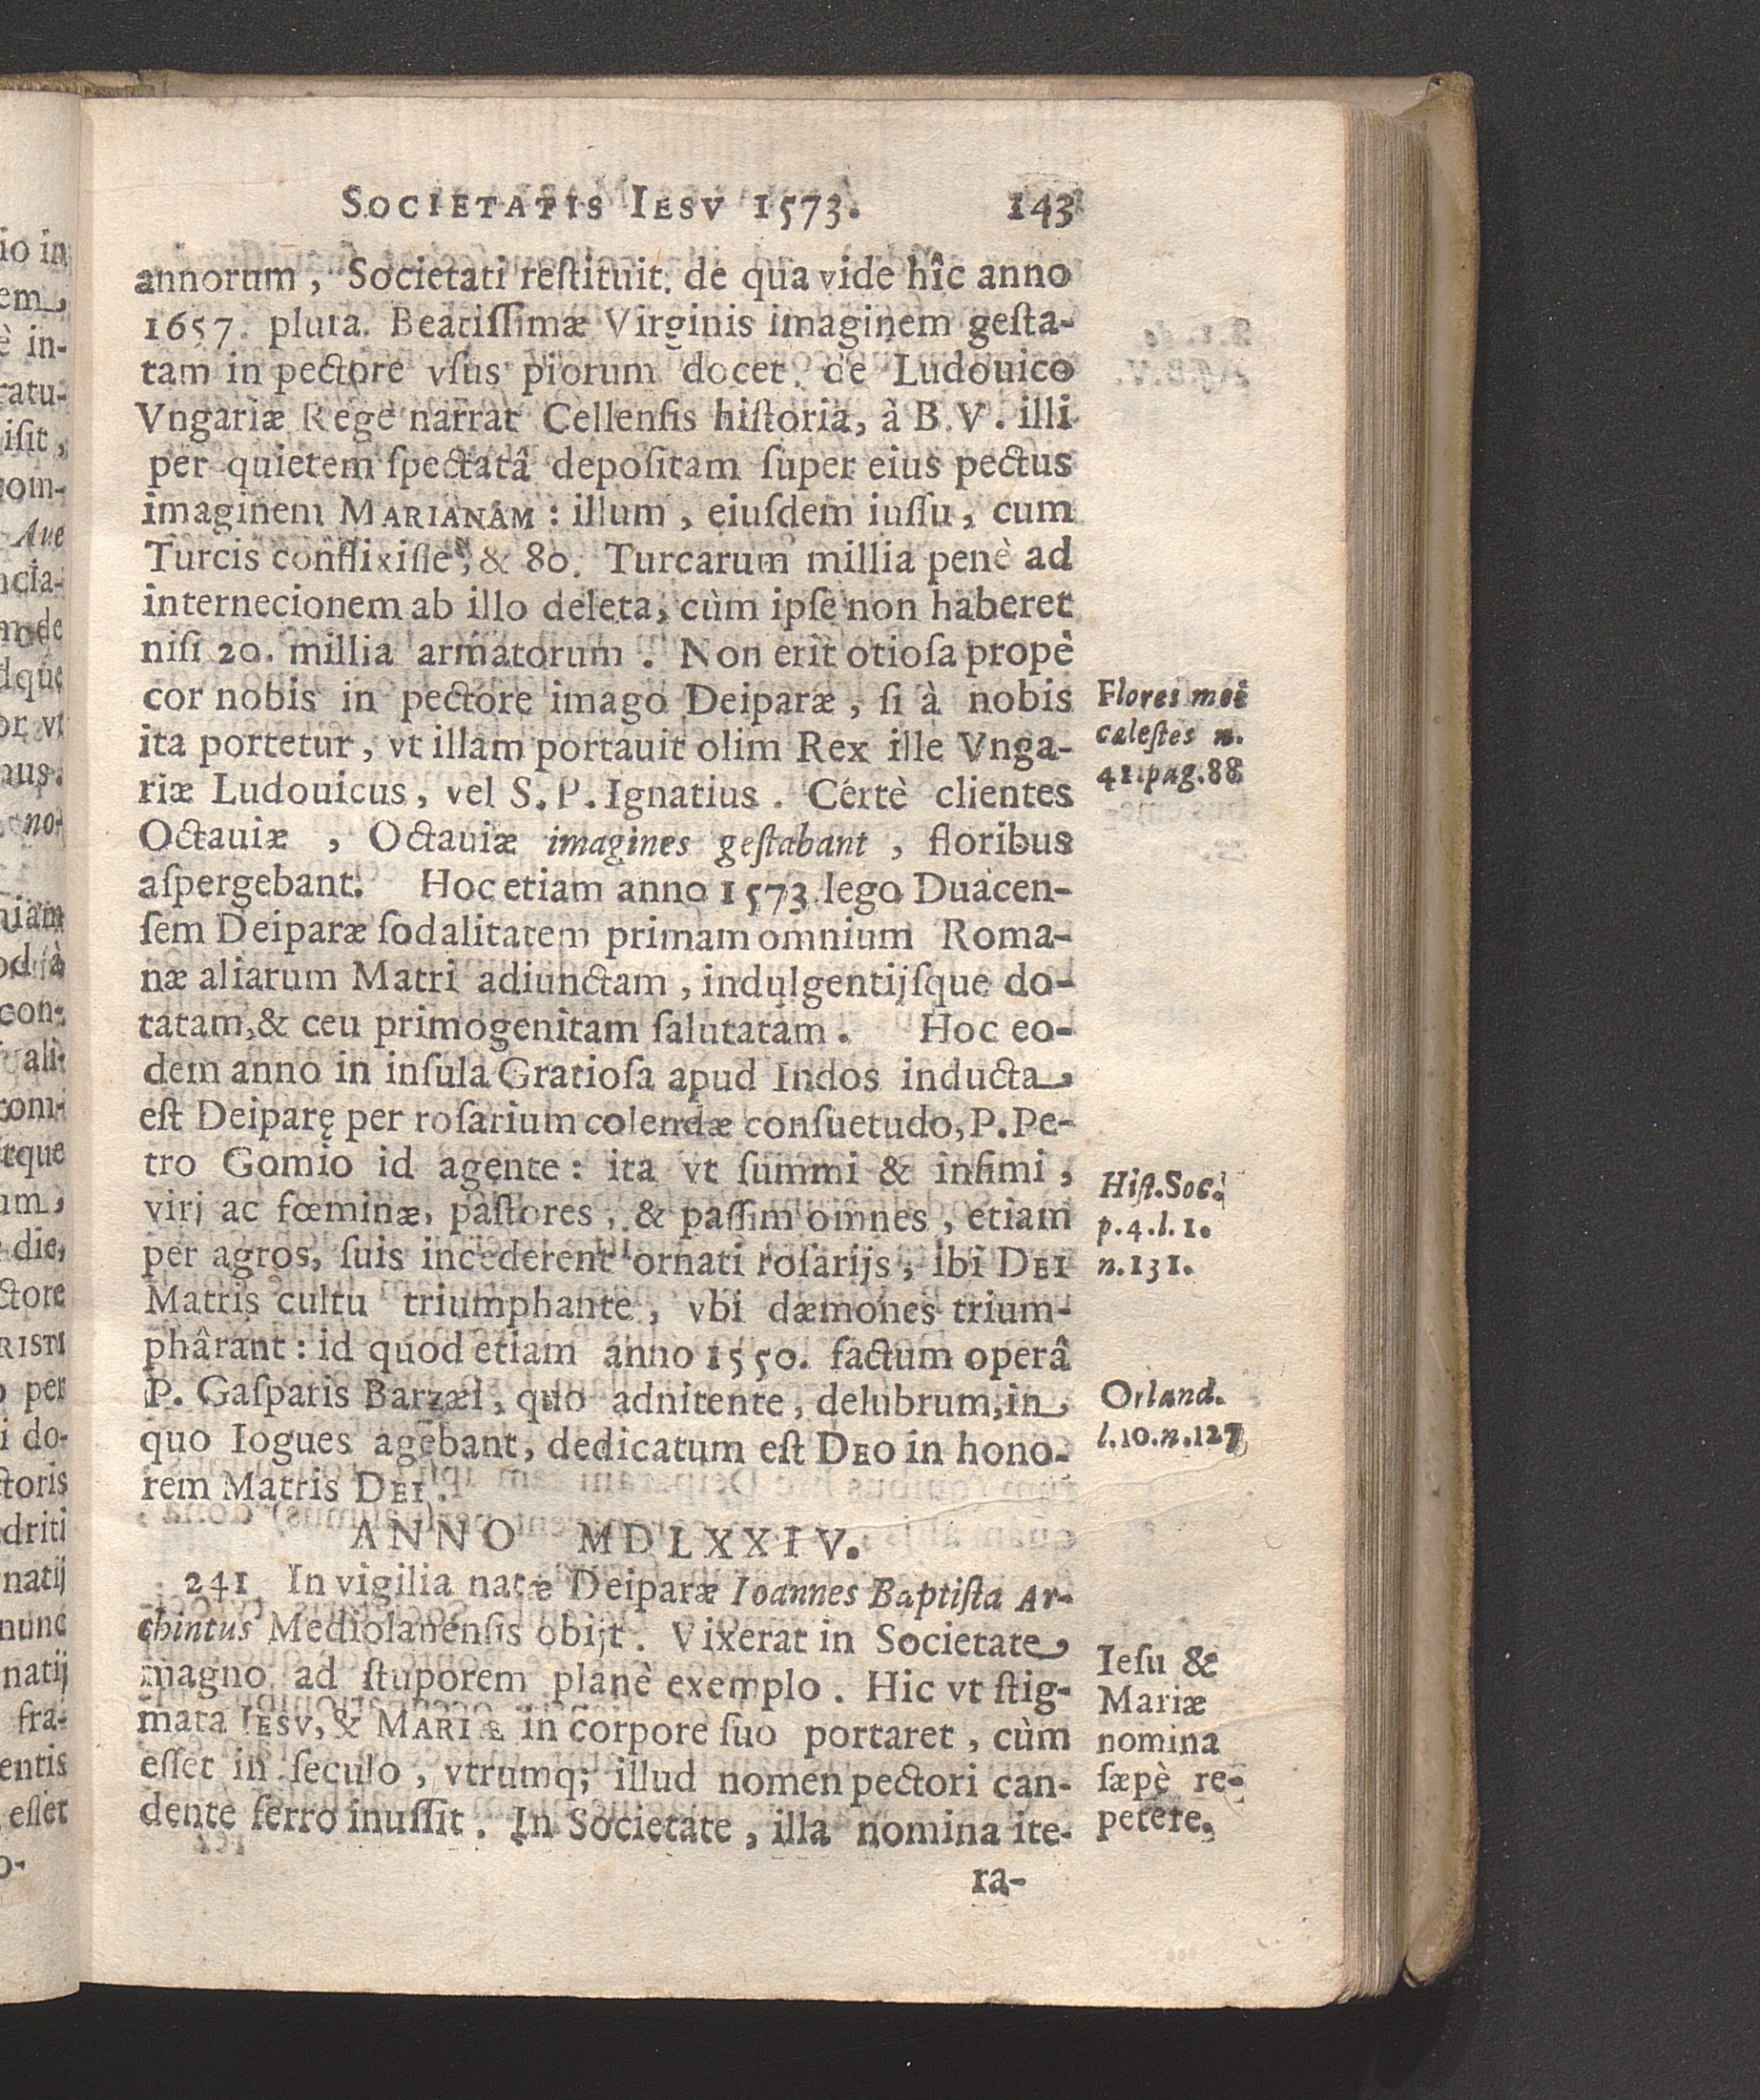 SOCIETATIS IESV 1573. 143
annorum, Societati reſtituit. de qua vide hîc anno
1657. plura. Beatiſſimæ Virginis imaginem geſta-
tam in pectore vſus piorum docet. de Ludouico
Vngariæ Rege narrat Cellenſis hiſtoria, à B.V. illi
per quietem ſpectatâ depoſitam ſuper eius pectus
imaginem MARIANAM: illum, eiuſdem iuſſu, cum
Turcis conflixiſſe, & 80. Turcarum millia penè ad
internecionem ab illo deleta, cùm ipſe non haberet
niſi 20. millia armatorum. Non erit otioſa propè
cor nobis in pectore imago Deiparæ, ſi à nobis
ita portetur, vt illam portauit olim Rex ille Vnga-
riæ Ludouicus, vel S.P. Ignatius. Certè clientes
Octauiæ, Octauiæ imagines geſtabant, floribus
aſpergebant. Hoc etiam anno 1573. lego Duacen-
ſem Deiparæ ſodalitatem primam omnium Roma-
næ aliarum Matri adiunctam, indulgentijſque do-
tatam, & ceu primogenitam ſalutatam. Hoc eo-
dem anno in inſula Gratioſa apud Indos inducta
eſt Deiparę per roſarium colendæ conſuetudo, P. Pe-
tro Gomio id agente: ita vt ſummi & infimi,
viri ac fœminæ, paſtores, & paſſim omnes, etiam
per agros, ſuis incederent ornati roſarijs, ibi DEI
Matris cultu triumphante, vbi dæmones trium-
phârant: id quod etiam anno 1550. factum operâ
P. Gaſparis Barzæi, quo adnitente, delubrum, in
quo Iogues agebant, dedicatum eſt DEO in hono-
rem Matris DEI.
ANNO MDLXXIV.
241 In vigilia natæ Deiparæ Ioannes Baptiſta Ar-
chintus Mediolanenſis obijt. Vixerat in Societate
magno ad ſtuporem planè exemplo. Hic vt ſtig-
mata IESV, & MARIÆ in corpore ſuo portaret, cùm
eſſet in ſeculo, vtrumq; illud nomen pectori can-
dente ferro inuſſit. In Societate, illa nomina ite-
ra-
Flores meè
caleſtes n.
41. pag. 88
Hiſt. Soc.
p. 4. l. 1.
n. 131.
Orland.
l. 10. n. 127
Ieſu &
Mariæ
nomina
ſæpè re-
petere.